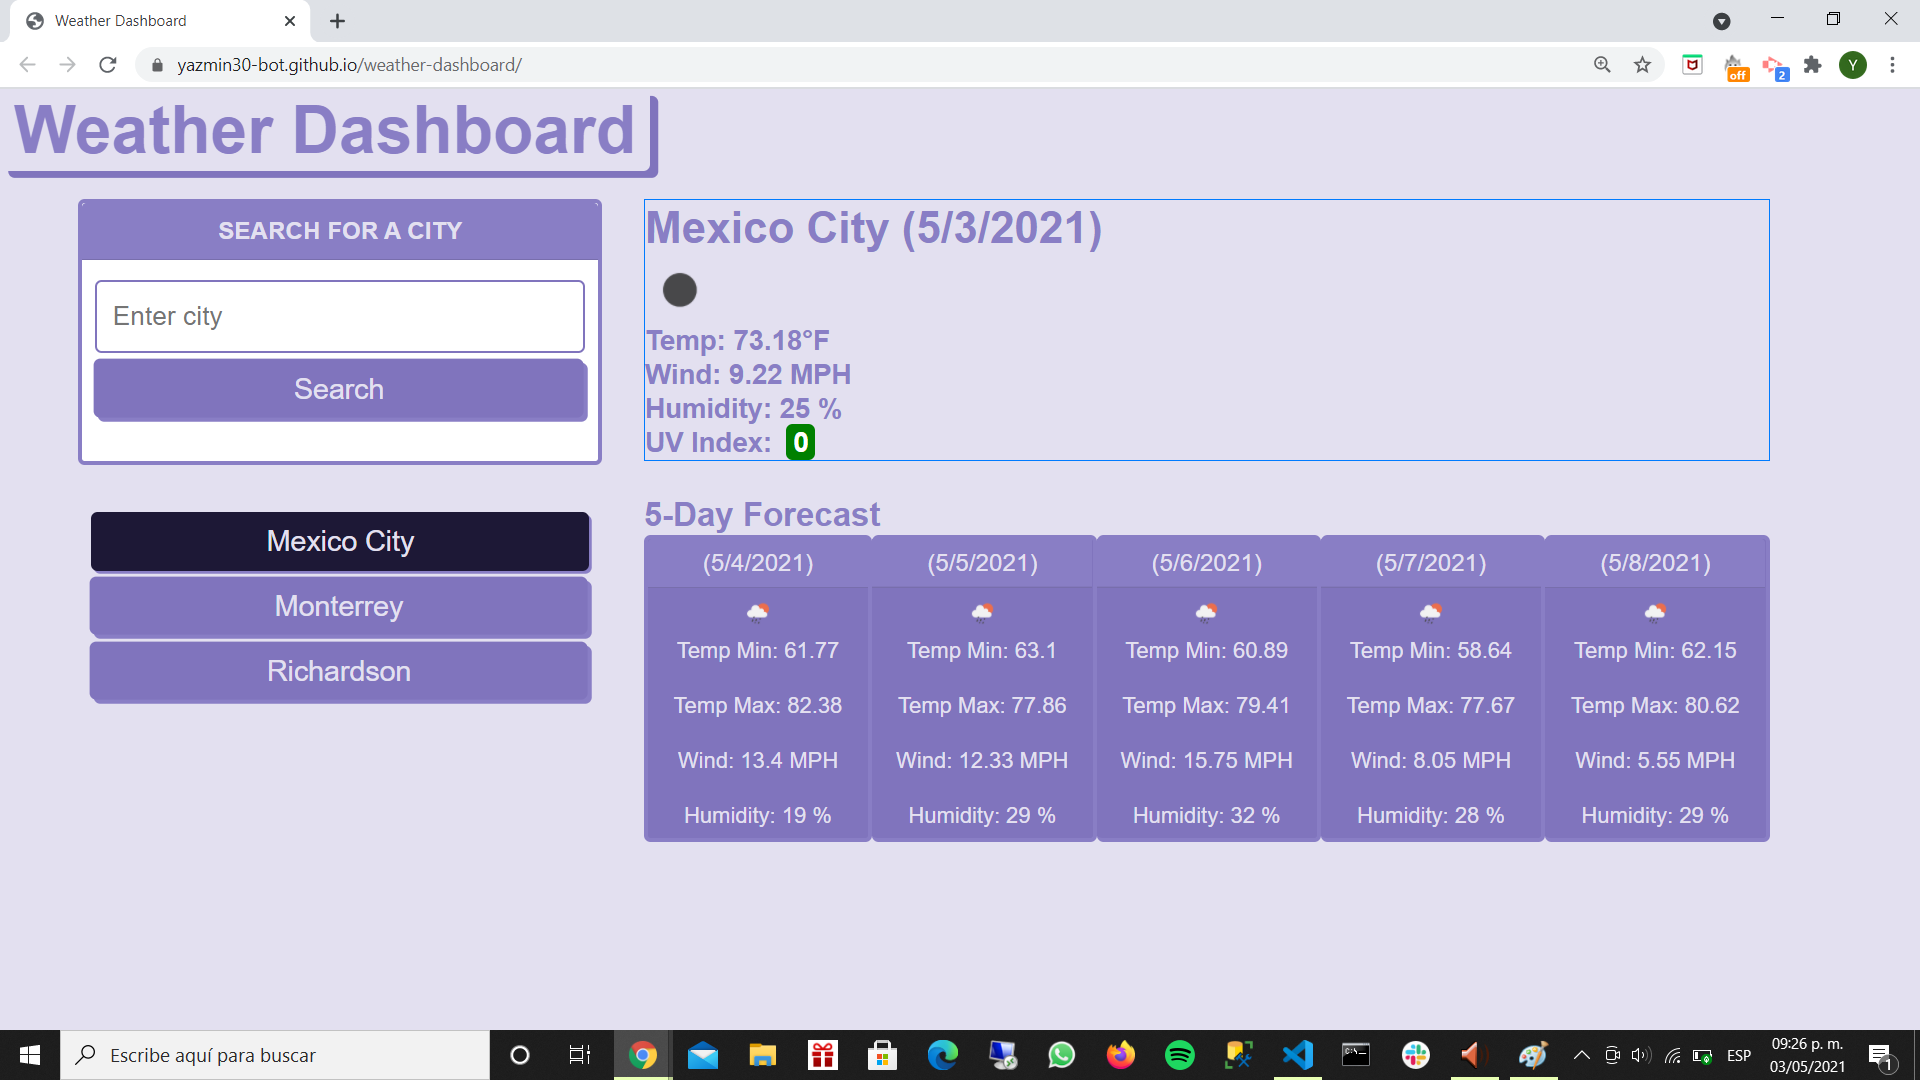 Weather Dashboard
yazmin30-bot.github.io/weather-dashboard/
off
2
Y
Weather Dashboard
SEARCH FOR A CITY
Enter city
Search
Mexico City
Monterrey
Richardson
Mexico City (5/3/2021)
Temp: 73.18°F
Wind: 9.22 MPH
Humidity: 25 %
UV Index: 0
5-Day Forecast
(5/4/2021)
Temp Min: 61.77
Temp Max: 82.38
Wind: 13.4 MPH
Humidity: 19 %
(5/5/2021)
Temp Min: 63.1
Temp Max: 77.86
Wind: 12.33 MPH
Humidity: 29 %
(5/6/2021)
Temp Min: 60.89
Temp Max: 79.41
Wind: 15.75 MPH
Humidity: 32 %
(5/7/2021)
Temp Min: 58.64
Temp Max: 77.67
Wind: 8.05 MPH
Humidity: 28 %
(5/8/2021)
Temp Min: 62.15
Temp Max: 80.62
Wind: 5.55 MPH
Humidity: 29 %
Escribe aquí para buscar
ESP
09:26 p. m.
03/05/2021
1